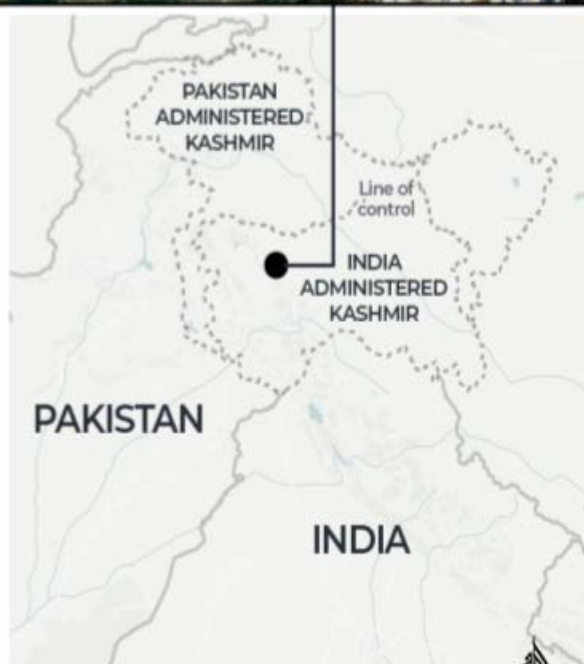 PAKISTAN
ADMINISTERED
KASHMIR
Line of
control
INDIA
ADMINISTERED
KASHMIR
PAKISTAN
INDIA